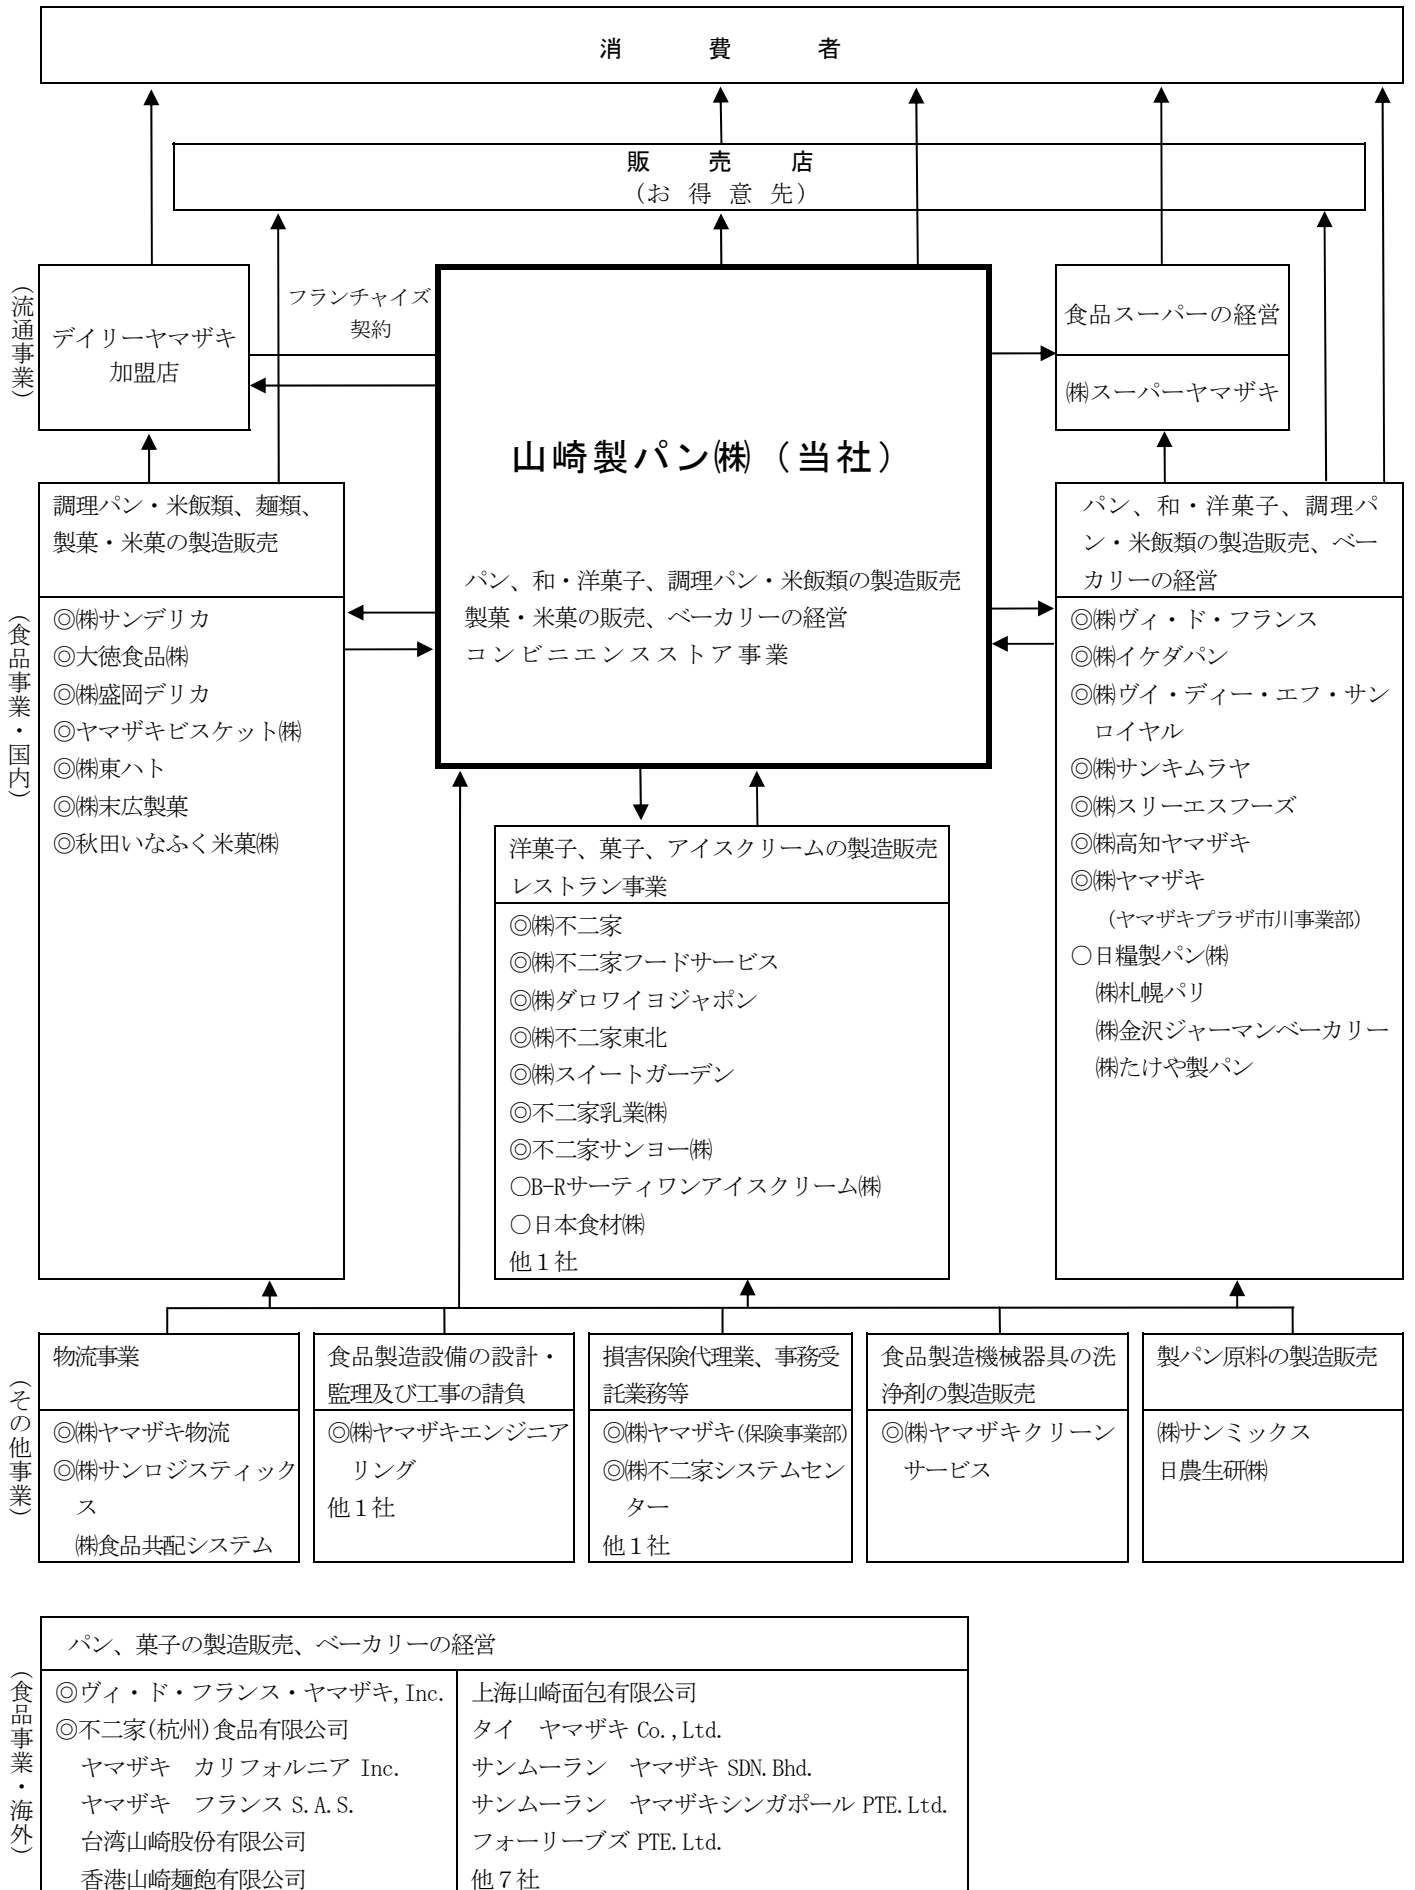 消費者
販売店
(お得意先)
(流通事業)
デイリーヤマザキ
加盟店
フランチャイズ
契約
食品スーパーの経営
㈱スーパーヤマザキ
山崎製パン㈱（当社）
パン、和・洋菓子、調理パン・米飯類の製造販売
製菓・米菓の販売、ベーカリーの経営
コンビニエンスストア事業
(食品事業・国内)
調理パン・米飯類、麺類、
製菓・米菓の製造販売
◎㈱サンデリカ
◎大徳食品㈱
◎㈱盛岡デリカ
◎ヤマザキビスケット㈱
◎㈱東ハト
◎㈱末広製菓
◎秋田いなふく米菓㈱
洋菓子、菓子、アイスクリームの製造販売
レストラン事業
◎㈱不二家
◎㈱不二家フードサービス
◎㈱ダロワイヨジャポン
◎㈱不二家東北
◎㈱スイートガーデン
◎不二家乳業㈱
◎不二家サンヨー㈱
○B-Rサーティワンアイスクリーム㈱
○日本食材㈱
他１社
パン、和・洋菓子、調理パ
ン・米飯類の製造販売、ベー
カリーの経営
◎㈱ヴィ・ド・フランス
◎㈱イケダパン
◎㈱ヴイ・ディー・エフ・サン
ロイヤル
◎㈱サンキムラヤ
◎㈱スリーエスフーズ
◎㈱高知ヤマザキ
◎㈱ヤマザキ
(ヤマザキプラザ市川事業部)
○日糧製パン㈱
㈱札幌パリ
㈱金沢ジャーマンベーカリー
㈱たけや製パン
(その他事業)
物流事業
◎㈱ヤマザキ物流
◎㈱サンロジスティック
ス
㈱食品共配システム
食品製造設備の設計・
監理及び工事の請負
◎㈱ヤマザキエンジニア
リング
他１社
損害保険代理業、事務受
託業務等
◎㈱ヤマザキ(保険事業部)
◎㈱不二家システムセン
ター
他１社
食品製造機械器具の洗
浄剤の製造販売
◎㈱ヤマザキクリーン
サービス
製パン原料の製造販売
㈱サンミックス
日農生研㈱
(食品事業・海外)
パン、菓子の製造販売、ベーカリーの経営
◎ヴィ・ド・フランス・ヤマザキ,Inc.
◎不二家(杭州)食品有限公司
ヤマザキ　カリフォルニア Inc.
ヤマザキ　フランス S.A.S.
台湾山崎股份有限公司
香港山崎麺飽有限公司
上海山崎面包有限公司
タイ　ヤマザキ Co.,Ltd.
サンムーラン　ヤマザキ SDN.Bhd.
サンムーラン　ヤマザキシンガポール PTE.Ltd.
フォーリーブズ PTE.Ltd.
他７社